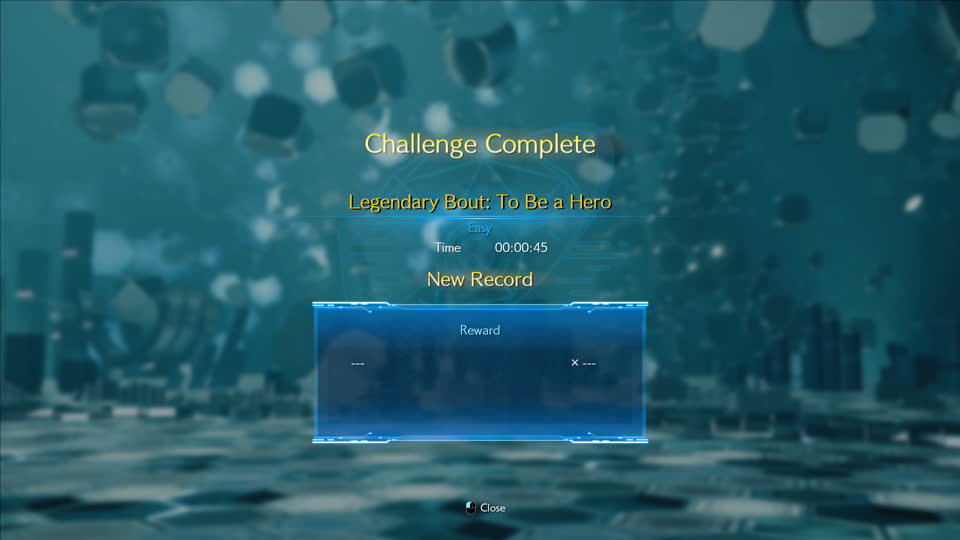 Challenge Complete
Legendary Bout: To Be a Hero
Easy
Time 00:00:45
New Record
Reward
--- × ---
Close